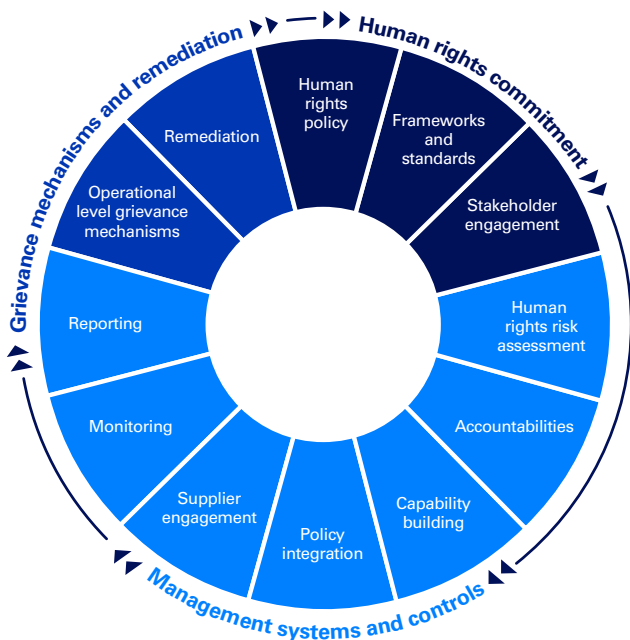 Human rights commitment
Human
rights
policy
Frameworks
and
standards
Stakeholder
engagement
Human
rights risk
assessment
Accountabilities
Capability
building
Policy
integration
Supplier
engagement
Monitoring
Reporting
Management systems and controls
Operational
level grievance
mechanisms
Remediation
Grievance mechanisms and remediation